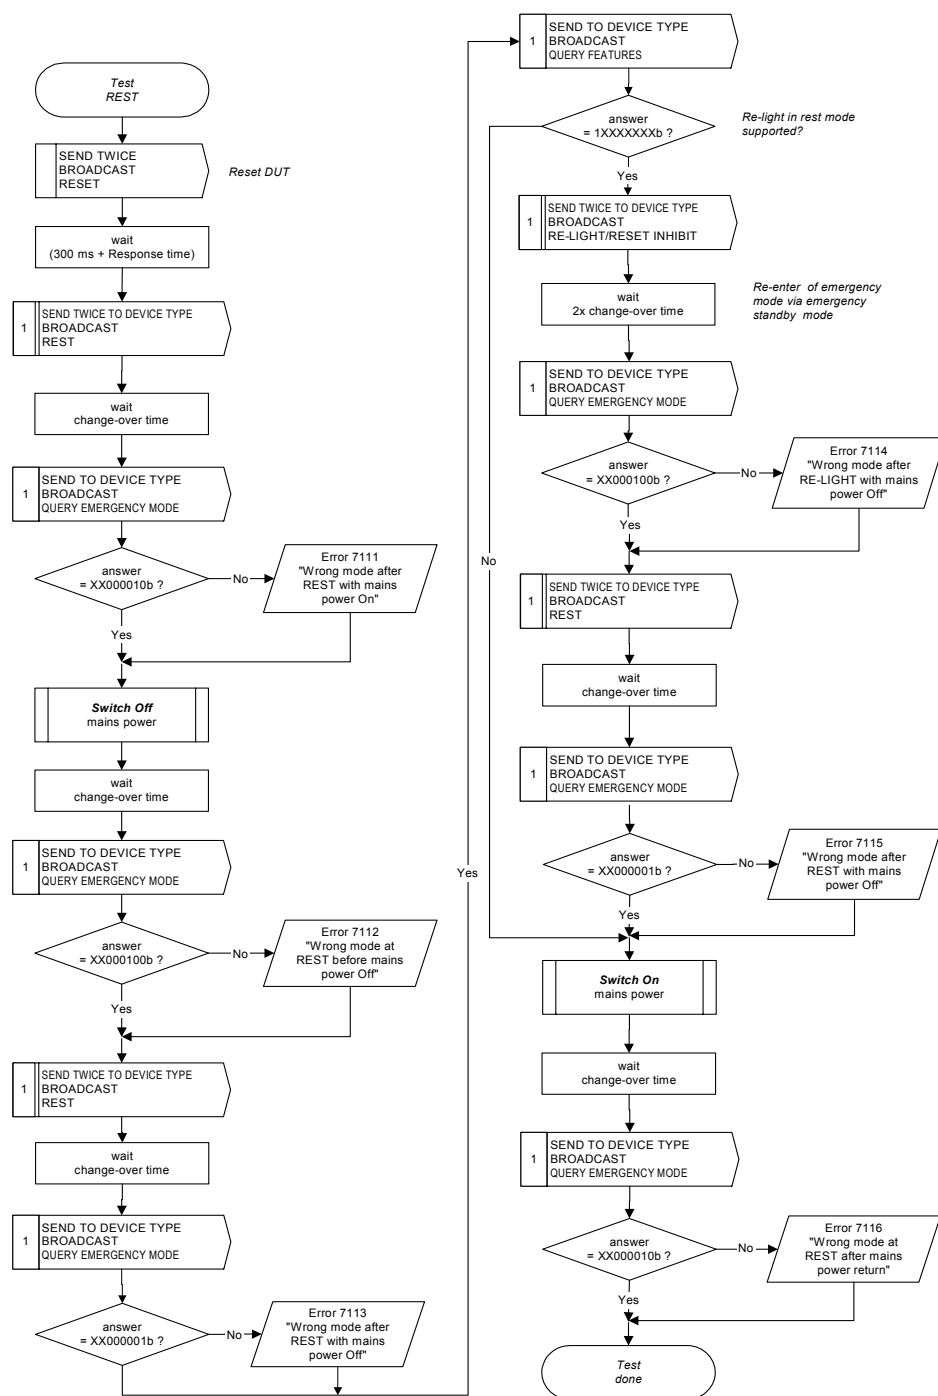 Test
REST
SEND TWICE
BROADCAST
RESET
Reset DUT
wait
(300 ms + Response time)
1
SEND TWICE TO DEVICE TYPE
BROADCAST
REST
wait
change-over time
1
SEND TO DEVICE TYPE
BROADCAST
QUERY EMERGENCY MODE
answer
= XX000010b ?
No
Error 7111
"Wrong mode after
REST with mains
power On"
Yes
Switch Off
mains power
wait
change-over time
1
SEND TO DEVICE TYPE
BROADCAST
QUERY EMERGENCY MODE
answer
= XX000100b ?
No
Error 7112
"Wrong mode at
REST before mains
power Off"
Yes
1
SEND TWICE TO DEVICE TYPE
BROADCAST
REST
wait
change-over time
1
SEND TO DEVICE TYPE
BROADCAST
QUERY EMERGENCY MODE
answer
= XX000001b ?
No
Error 7113
"Wrong mode after
REST with mains
power Off"
Yes
1
SEND TO DEVICE TYPE
BROADCAST
QUERY FEATURES
answer
= 1XXXXXXXb ?
Re-light in rest mode
supported?
Yes
No
1
SEND TWICE TO DEVICE TYPE
BROADCAST
RE-LIGHT/RESET INHIBIT
wait
2x change-over time
Re-enter of emergency
mode via emergency
standby mode
1
SEND TO DEVICE TYPE
BROADCAST
QUERY EMERGENCY MODE
answer
= XX000100b ?
No
Error 7114
"Wrong mode after
RE-LIGHT with mains
power Off"
Yes
1
SEND TWICE TO DEVICE TYPE
BROADCAST
REST
wait
change-over time
1
SEND TO DEVICE TYPE
BROADCAST
QUERY EMERGENCY MODE
answer
= XX000001b ?
No
Error 7115
"Wrong mode after
REST with mains
power Off"
Yes
Switch On
mains power
wait
change-over time
1
SEND TO DEVICE TYPE
BROADCAST
QUERY EMERGENCY MODE
answer
= XX000010b ?
No
Error 7116
"Wrong mode at
REST after mains
power return"
Yes
Test
done